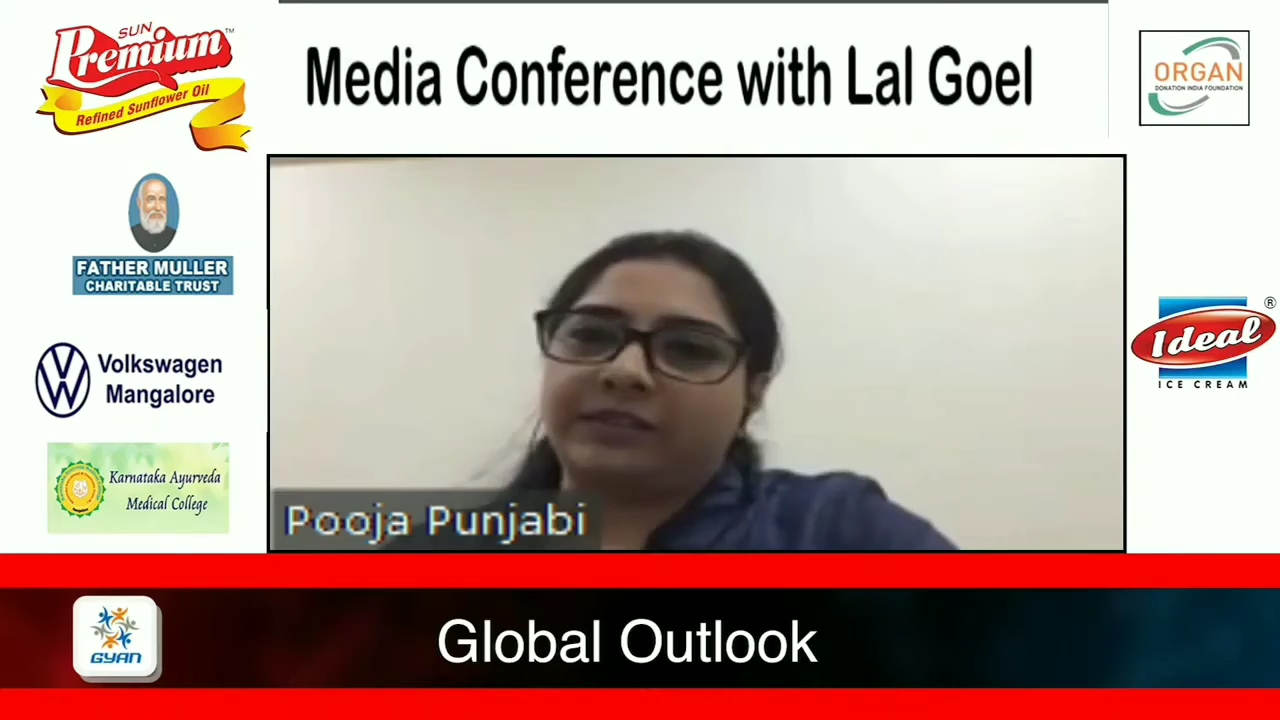 SUN
Premium™
Refined Sunflower Oil
Media Conference with Lal Goel
ORGAN
DONATION INDIA FOUNDATION
FATHER MULLER
CHARITABLE TRUST
Volkswagen
Mangalore
Karnataka Ayurveda
Medical College
Ideal®
ICE CREAM
Pooja Punjabi
GYAN
Global Outlook